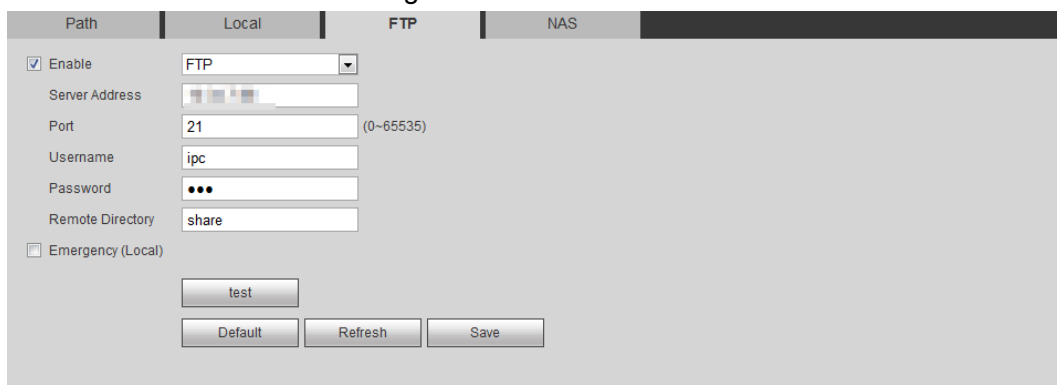 Path Local FTP NAS
Enable FTP
Server Address
Port 21 (0~65535)
Username ipc
Password ●●●
Remote Directory share
Emergency (Local)
test
Default Refresh Save